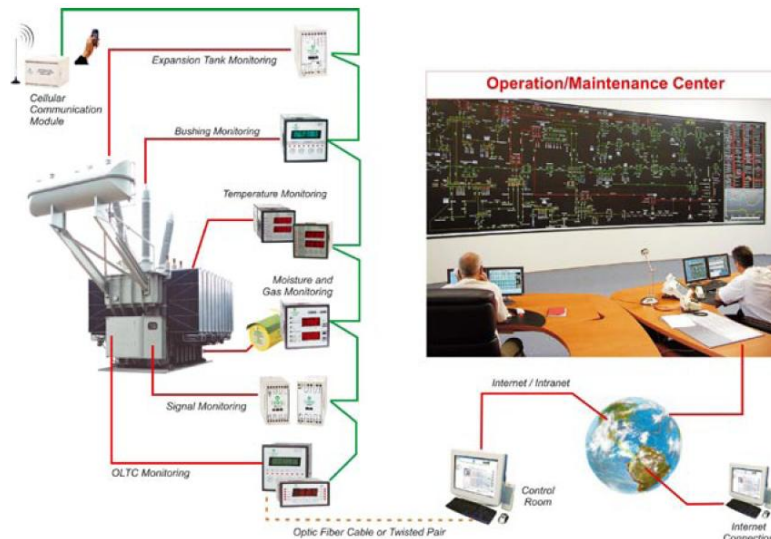 Expansion Tank Monitoring
Cellular
Communication
Module
Bushing Monitoring
Temperature Monitoring
Moisture and
Gas Monitoring
Signal Monitoring
OLTC Monitoring
Optic Fiber Cable or Twisted Pair
Operation/Maintenance Center
Internet / Intranet
Control
Room
Internet
Connection